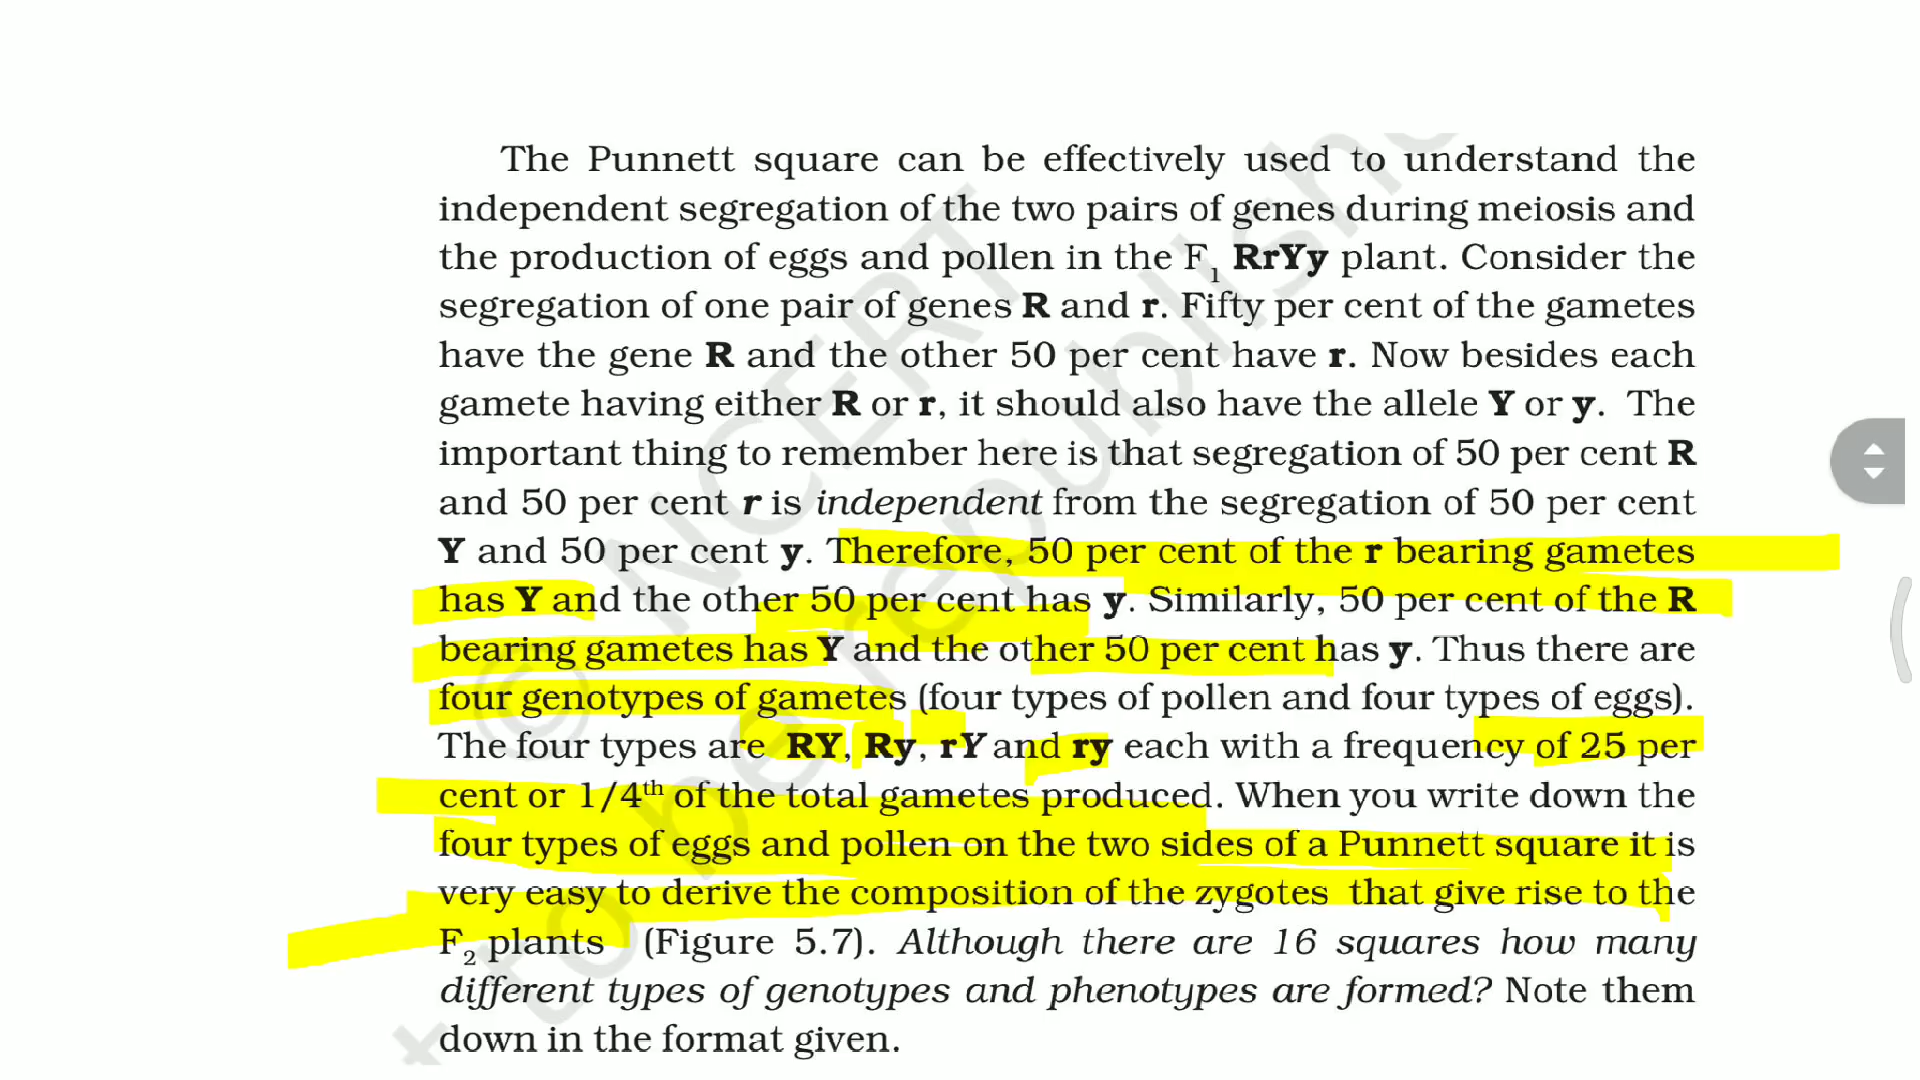 The Punnett square can be effectively used to understand the
independent segregation of the two pairs of genes during meiosis and
the production of eggs and pollen in the F₁ RrYy plant. Consider the
segregation of one pair of genes R and r. Fifty per cent of the gametes
have the gene R and the other 50 per cent have r. Now besides each
gamete having either R or r, it should also have the allele Y or y. The
important thing to remember here is that segregation of 50 per cent R
and 50 per cent r is independent from the segregation of 50 per cent
Y and 50 per cent y. Therefore, 50 per cent of the r bearing gametes
has Y and the other 50 per cent has y. Similarly, 50 per cent of the R
bearing gametes has Y and the other 50 per cent has y. Thus there are
four genotypes of gametes (four types of pollen and four types of eggs).
The four types are RY, Ry, rY and ry each with a frequency of 25 per
cent or 1/4th of the total gametes produced. When you write down the
four types of eggs and pollen on the two sides of a Punnett square it is
very easy to derive the composition of the zygotes that give rise to the
F₂ plants (Figure 5.7). Although there are 16 squares how many
different types of genotypes and phenotypes are formed? Note them
down in the format given.
© NCERT
t to be republishe